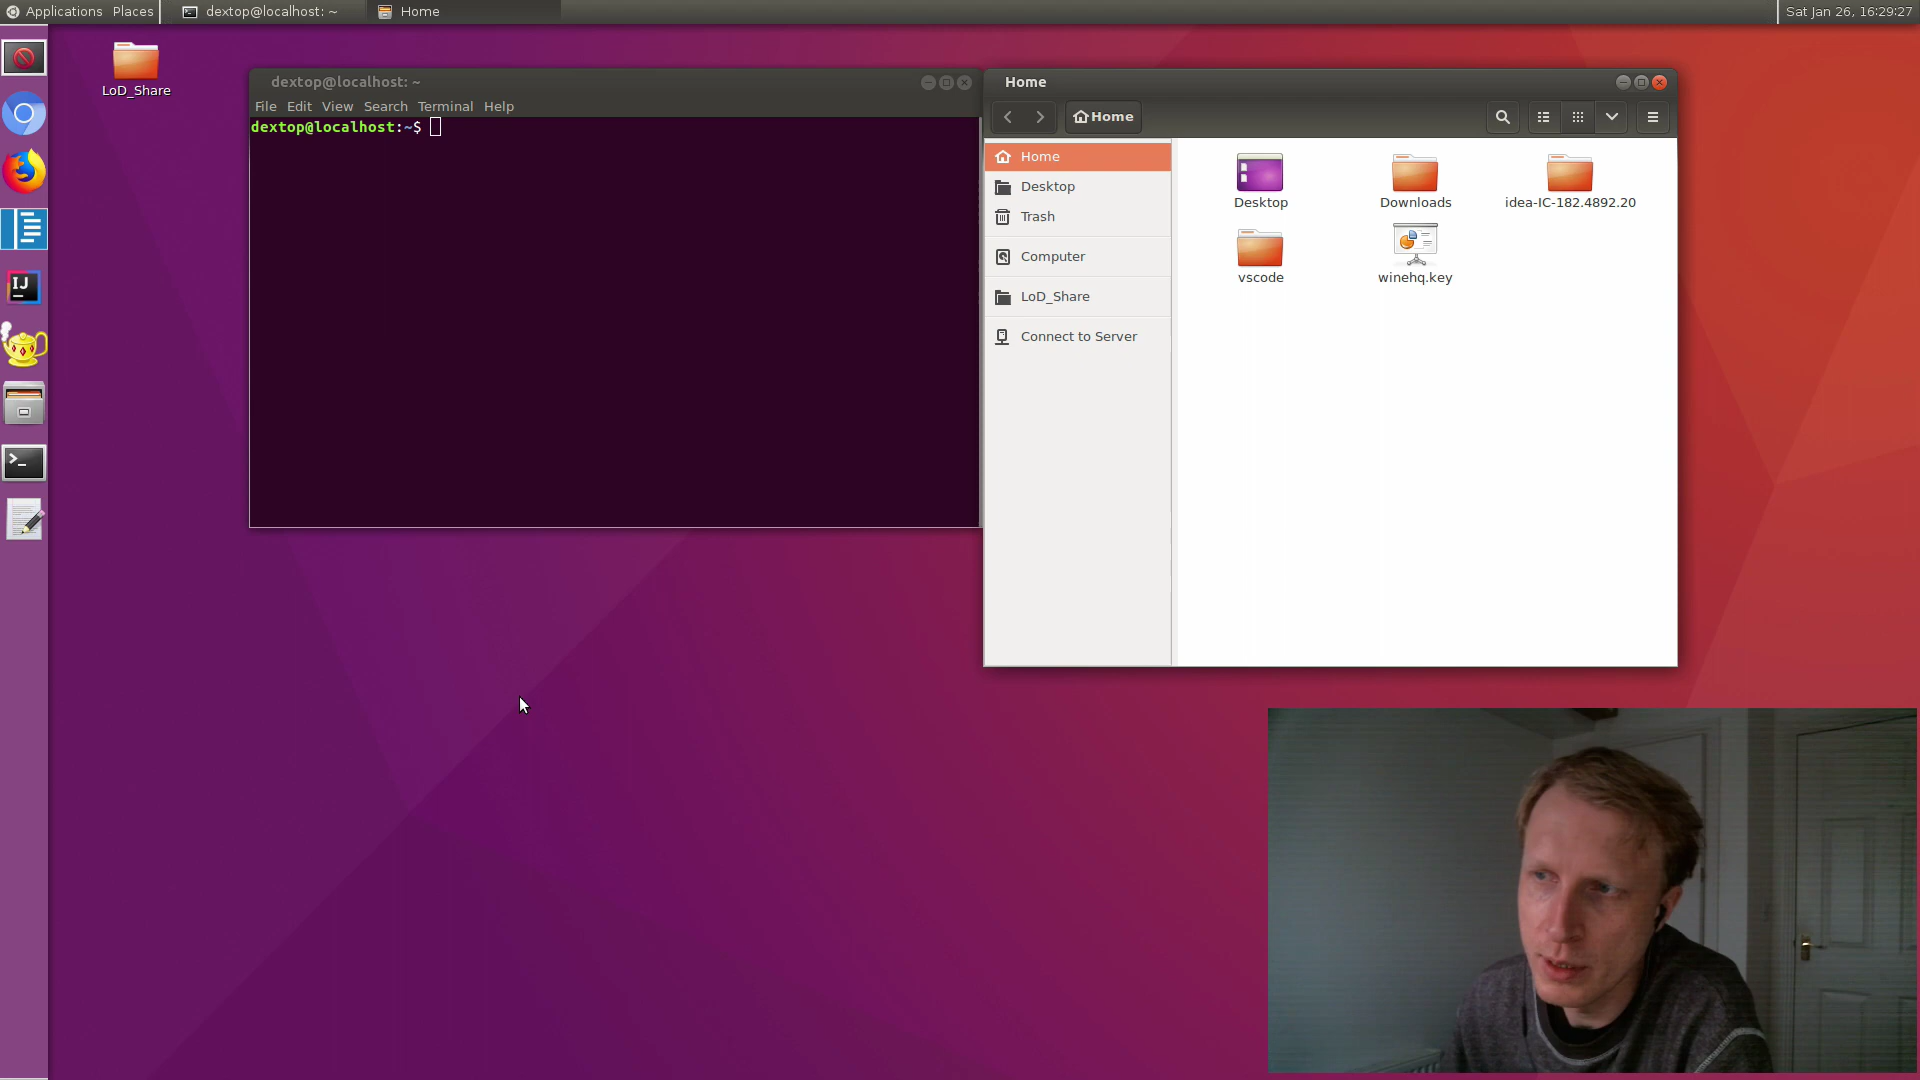 Applications Places dextop@localhost: ~ Home Sat Jan 26, 16:29:27
LoD_Share
dextop@localhost: ~
File Edit View Search Terminal Help
dextop@localhost:~$
Home
Home
Home
Desktop
Trash
Computer
LoD_Share
Connect to Server
Desktop Downloads idea-IC-182.4892.20
vscode winehq.key
IJ
>_